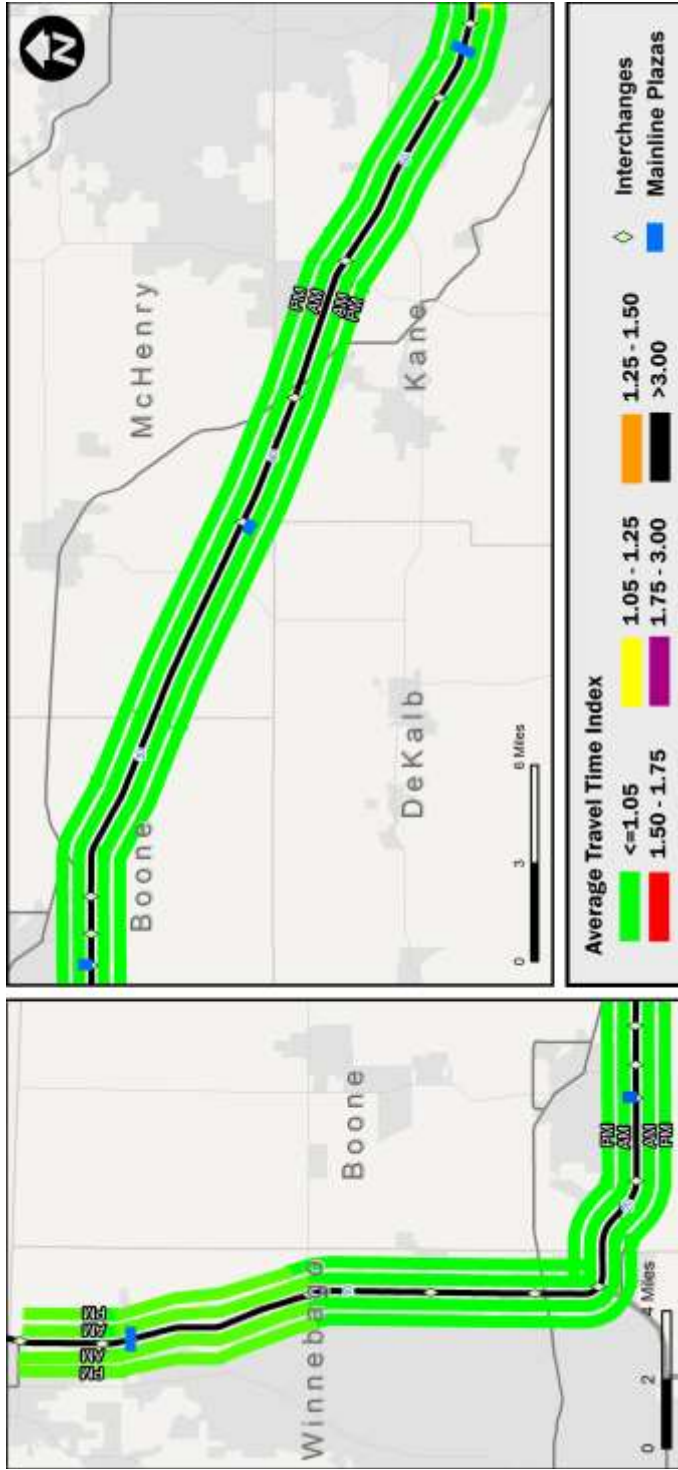 N
McHenry
PM
AM
AM
PM
Kane
Boone
DeKalb
0 3 6 Miles
Average Travel Time Index
<=1.05 1.05 - 1.25 1.25 - 1.50 Interchanges
1.50 - 1.75 1.75 - 3.00 >3.00 Mainline Plazas
PM
AM
AM
PM
Winnebago
Boone
PM
AM
AM
PM
0 2 4 Miles